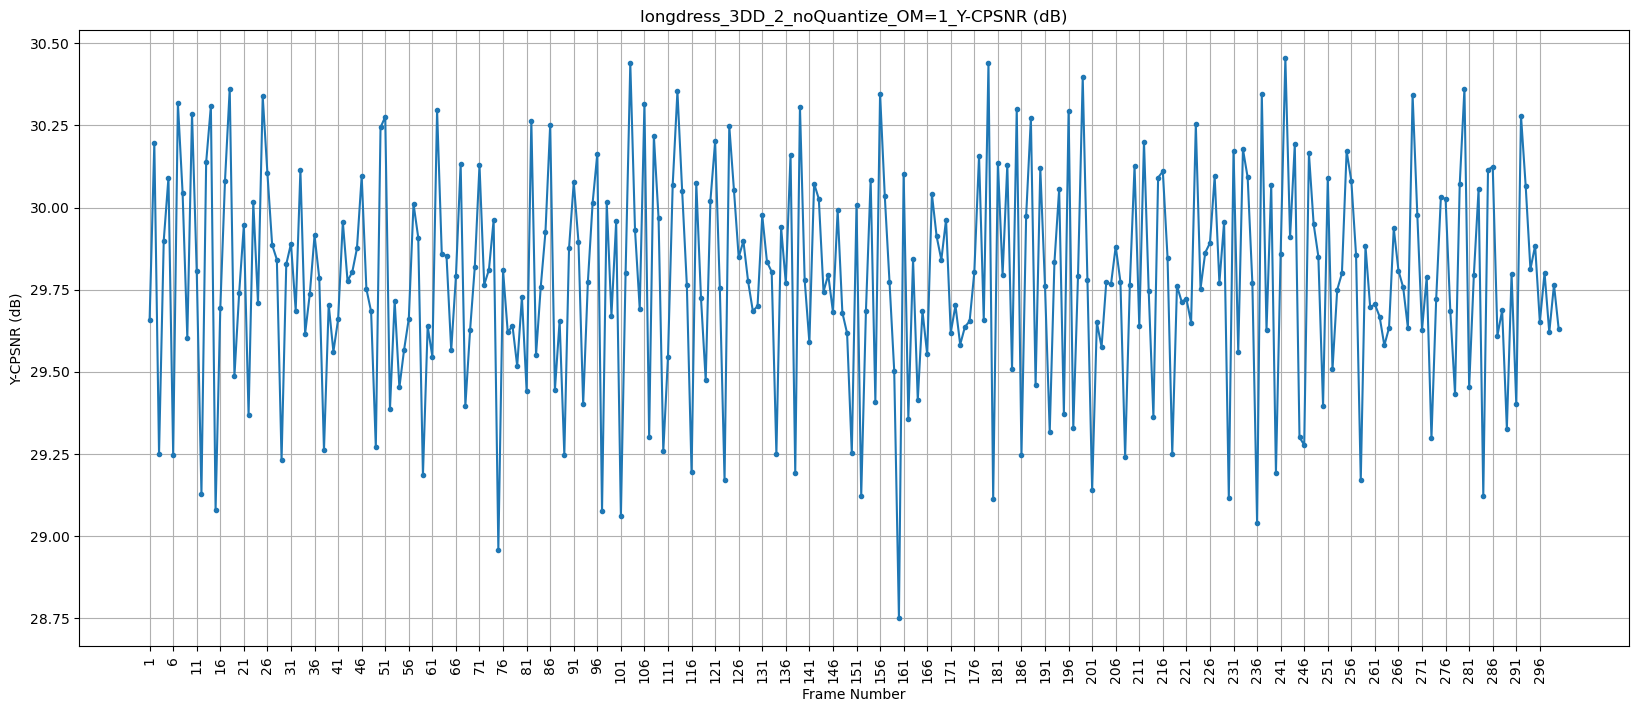 longdress_3DD_2_noQuantize_OM=1_Y-CPSNR (dB)
30.50
30.25
30.00
29.75
29.50
29.25
29.00
28.75
Y-CPSNR (dB)
1 6 11 16 21 26 31 36 41 46 51 56 61 66 71 76 81 86 91 96 101 106 111 116 121 126 131 136 141 146 151 156 161 166 171 176 181 186 191 196 201 206 211 216 221 226 231 236 241 246 251 256 261 266 271 276 281 286 291 296
Frame Number